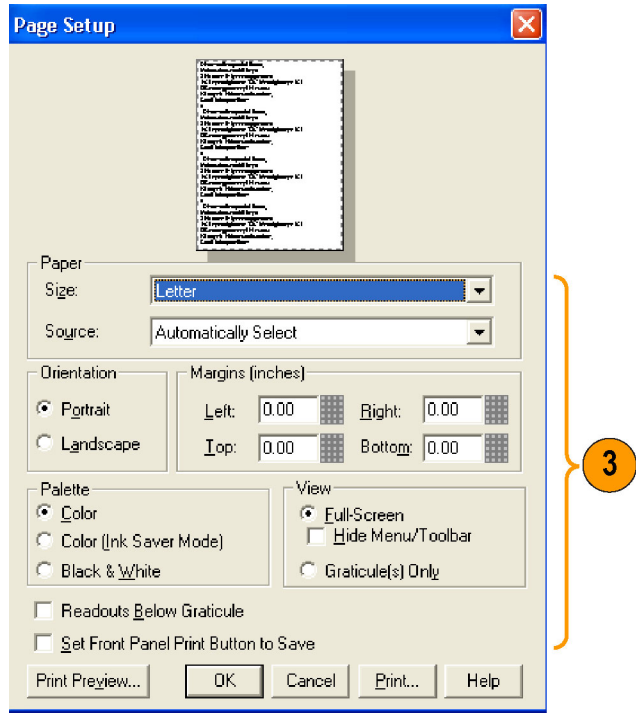 Page Setup
Paper
Size: Letter
Source: Automatically Select
Orientation Margins (inches)
Portrait Left: 0.00 Right: 0.00
Landscape Top: 0.00 Bottom: 0.00
3
Palette View
Color Full-Screen
Hide Menu/Toolbar
Color (Ink Saver Mode)
Black & White Graticule(s) Only
Readouts Below Graticule
Set Front Panel Print Button to Save
Print Preview... OK Cancel Print... Help